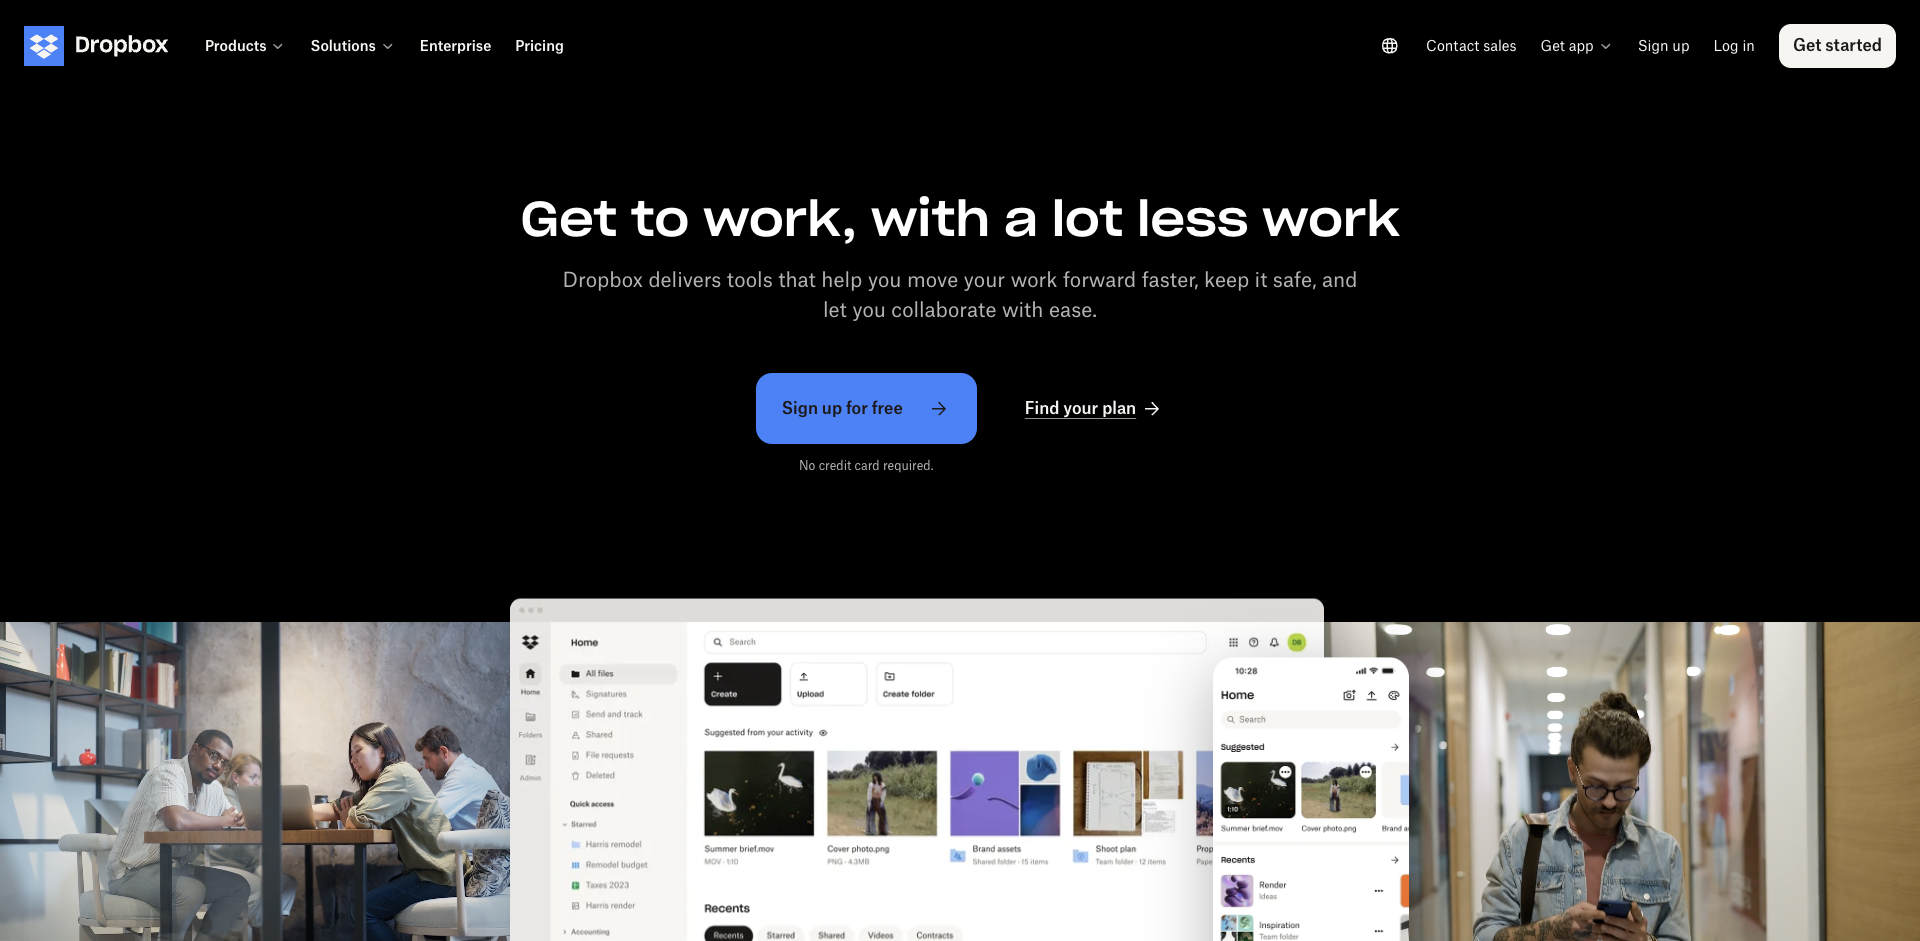 Dropbox
Products
Solutions
Enterprise
Pricing
Contact sales
Get app
Sign up
Log in
Get started
Get to work, with a lot less work
Dropbox delivers tools that help you move your work forward faster, keep it safe, and
let you collaborate with ease.
Sign up for free
Find your plan
No credit card required.
Home
Folders
Admin
Home
All files
Signatures
Send and track
Shared
File requests
Deleted
Quick access
Starred
Harris remodel
Remodel budget
Taxes 2023
Harris render
Accounting
Search
DB
Create
Upload
Create folder
Suggested from your activity
Summer brief.mov
MOV · 1:10
Cover photo.png
PNG · 4.3MB
Brand assets
Shared folder · 15 items
Shoot plan
Team folder · 12 items
Prop
Pape
Recents
Recents
Starred
Shared
Videos
Contracts
10:28
Home
Search
Suggested
1:10
Summer brief.mov
Cover photo.png
Brand a
Recents
Render
Ideas
Inspiration
Team folder